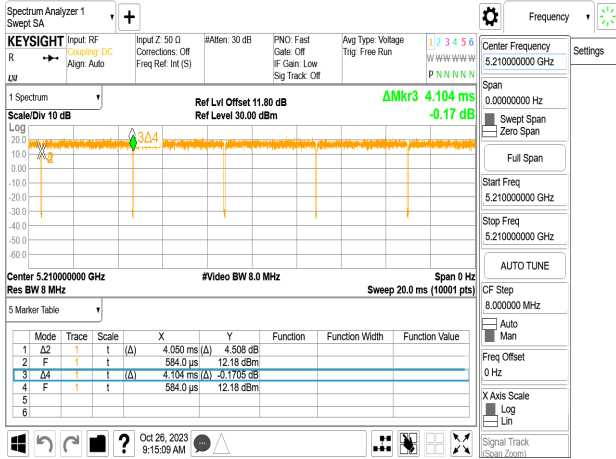 Spectrum Analyzer 1
Swept SA
Frequency
Settings
KEYSIGHT
R
Input: RF
Coupling: DC
Align: Auto
Input Z: 50 Ω
Corrections: Off
Freq Ref: Int (S)
#Atten: 30 dB
PNO: Fast
Gate: Off
IF Gain: Low
Sig Track: Off
Avg Type: Voltage
Trig: Free Run
1 2 3 4 5 6
W W W W W W
P N N N N N
1 Spectrum
Scale/Div 10 dB
Log
Ref Lvl Offset 11.80 dB
Ref Level 30.00 dBm
ΔMkr3 4.104 ms
-0.17 dB
20.0
10.0
0.00
-10.0
-20.0
-30.0
-40.0
-50.0
-60.0
2
3Δ4
Center 5.210000000 GHz
Res BW 8 MHz
#Video BW 8.0 MHz
Span 0 Hz
Sweep 20.0 ms (10001 pts)
5 Marker Table
Mode Trace Scale X Y Function Function Width Function Value
1 Δ2 1 t (Δ) 4.050 ms (Δ) 4.508 dB
2 F 1 t 584.0 µs 12.18 dBm
3 Δ4 1 t (Δ) 4.104 ms (Δ) -0.1705 dB
4 F 1 t 584.0 µs 12.18 dBm
5
6
Oct 26, 2023
9:15:09 AM
Center Frequency
5.210000000 GHz
Span
0.00000000 Hz
Swept Span
Zero Span
Full Span
Start Freq
5.210000000 GHz
Stop Freq
5.210000000 GHz
AUTO TUNE
CF Step
8.000000 MHz
Auto
Man
Freq Offset
0 Hz
X Axis Scale
Log
Lin
Signal Track
(Span Zoom)